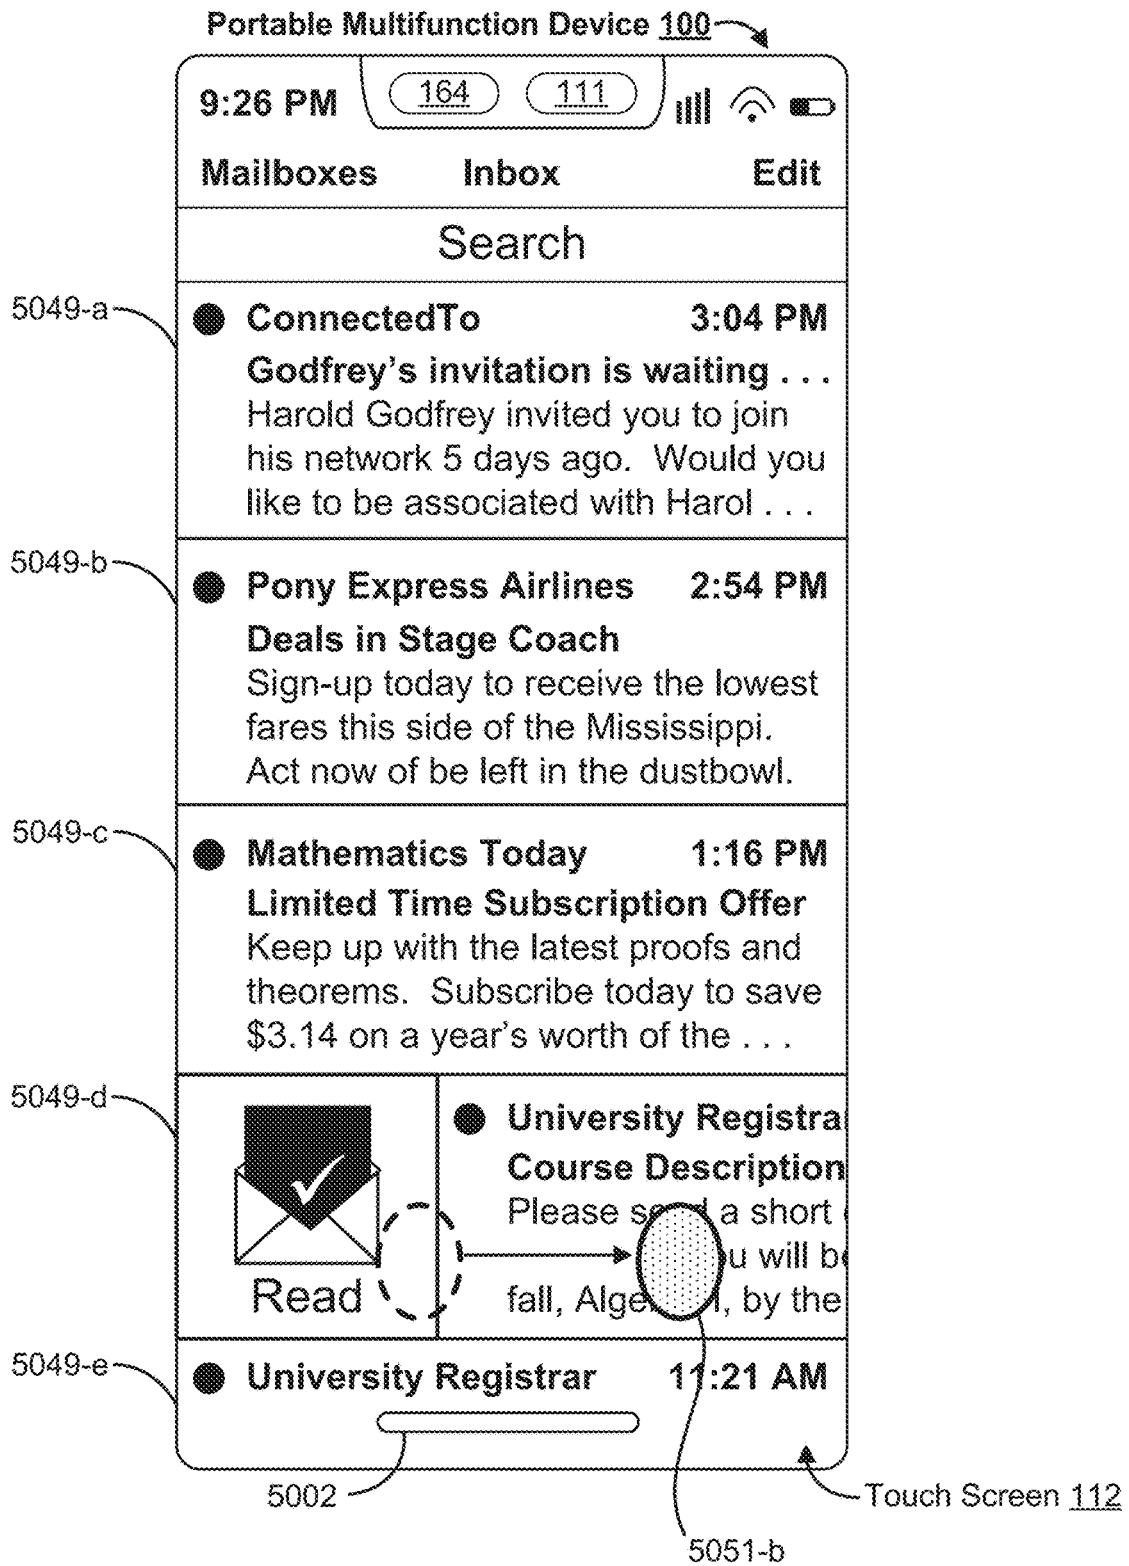 Portable Multifunction Device 100
9:26 PM
164
111
Mailboxes Inbox Edit
Search
5049-a
ConnectedTo 3:04 PM
Godfrey's invitation is waiting . . .
Harold Godfrey invited you to join
his network 5 days ago. Would you
like to be associated with Harol . . .
5049-b
Pony Express Airlines 2:54 PM
Deals in Stage Coach
Sign-up today to receive the lowest
fares this side of the Mississippi.
Act now of be left in the dustbowl.
5049-c
Mathematics Today 1:16 PM
Limited Time Subscription Offer
Keep up with the latest proofs and
theorems. Subscribe today to save
$3.14 on a year's worth of the . . .
5049-d
Read
University Registra
Course Description
Please a short
u will b
fall, , by the
5049-e
University Registrar 11:21 AM
5002
Touch Screen 112
5051-b